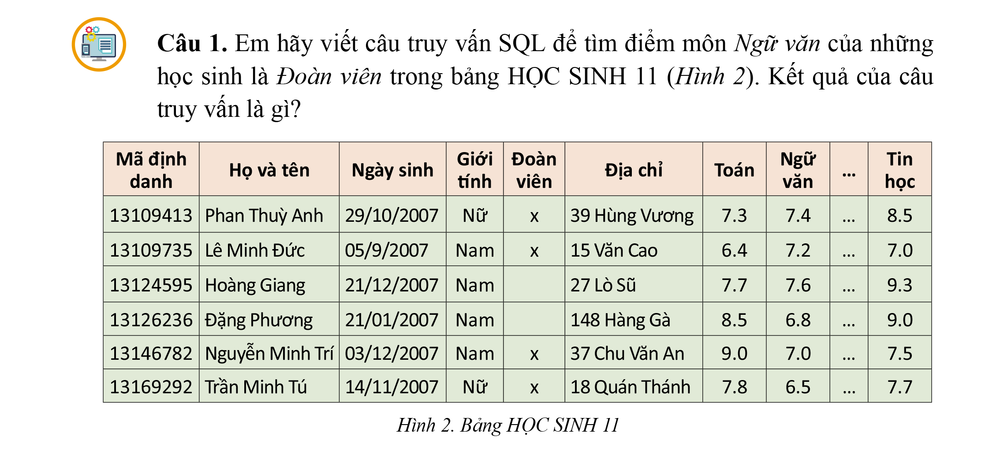 Câu 1. Em hãy viết câu truy vấn SQL để tìm điểm môn Ngữ văn của những
học sinh là Đoàn viên trong bảng HỌC SINH 11 (Hình 2). Kết quả của câu
truy vấn là gì?
Mã định danh Họ và tên Ngày sinh Giới tính Đoàn viên Địa chỉ Toán Ngữ văn ... Tin học
13109413 Phan Thuỳ Anh 29/10/2007 Nữ x 39 Hùng Vương 7.3 7.4 ... 8.5
13109735 Lê Minh Đức 05/9/2007 Nam x 15 Văn Cao 6.4 7.2 ... 7.0
13124595 Hoàng Giang 21/12/2007 Nam 27 Lò Sũ 7.7 7.6 ... 9.3
13126236 Đặng Phương 21/01/2007 Nam 148 Hàng Gà 8.5 6.8 ... 9.0
13146782 Nguyễn Minh Trí 03/12/2007 Nam x 37 Chu Văn An 9.0 7.0 ... 7.5
13169292 Trần Minh Tú 14/11/2007 Nữ x 18 Quán Thánh 7.8 6.5 ... 7.7
Hình 2. Bảng HỌC SINH 11